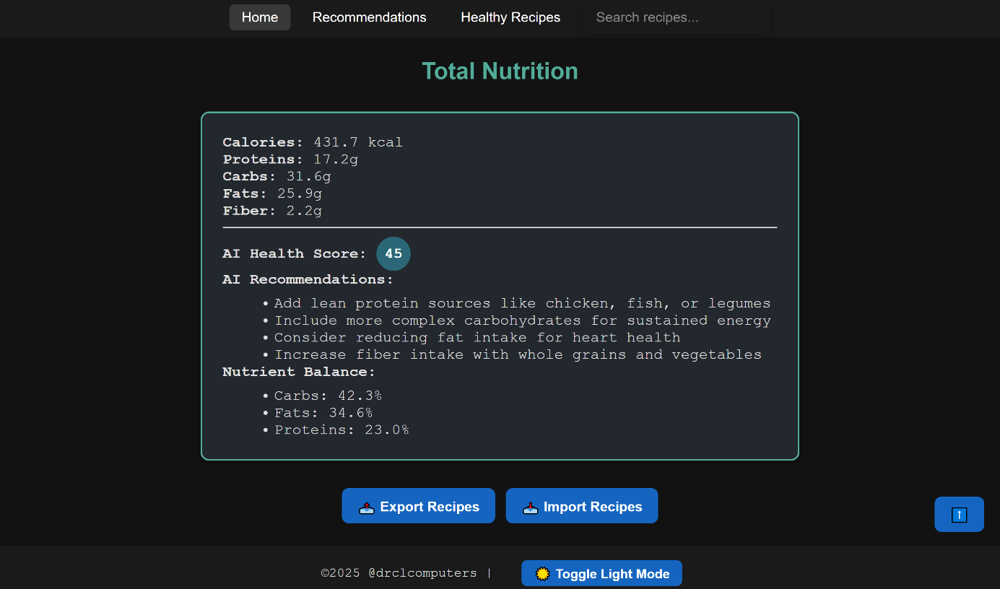 Home Recommendations Healthy Recipes Search recipes...
Total Nutrition
Calories: 431.7 kcal
Proteins: 17.2g
Carbs: 31.6g
Fats: 25.9g
Fiber: 2.2g
AI Health Score: 45
AI Recommendations:
• Add lean protein sources like chicken, fish, or legumes
• Include more complex carbohydrates for sustained energy
• Consider reducing fat intake for heart health
• Increase fiber intake with whole grains and vegetables
Nutrient Balance:
• Carbs: 42.3%
• Fats: 34.6%
• Proteins: 23.0%
📤 Export Recipes 📥 Import Recipes
↑
©2025 @drclcomputers | 🌞 Toggle Light Mode